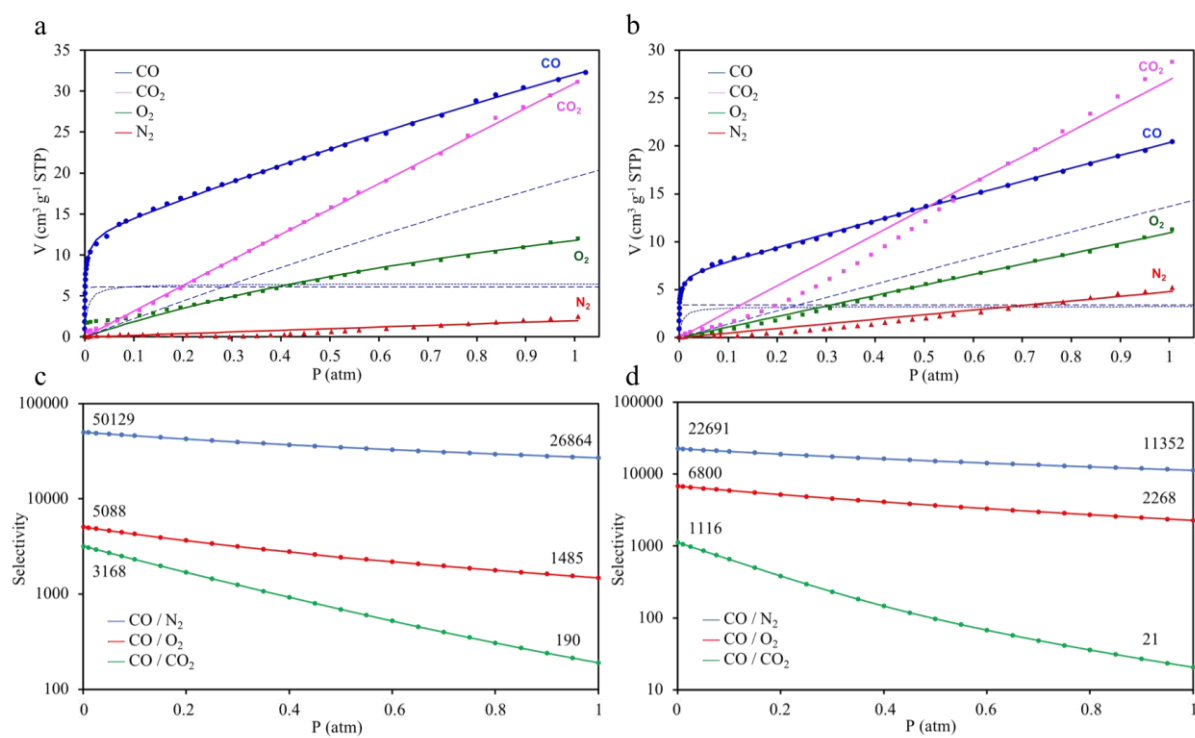 a
35
30
25
20
15
10
5
0
V (cm³ g⁻¹ STP)
CO
CO₂
O₂
N₂
CO
CO₂
O₂
N₂
0 0.1 0.2 0.3 0.4 0.5 0.6 0.7 0.8 0.9 1
P (atm)
b
30
25
20
15
10
5
0
V (cm³ g⁻¹ STP)
CO
CO₂
O₂
N₂
CO₂
CO
O₂
N₂
0 0.1 0.2 0.3 0.4 0.5 0.6 0.7 0.8 0.9 1
P (atm)
c
100000
10000
1000
100
Selectivity
50129
26864
5088
1485
3168
190
CO / N₂
CO / O₂
CO / CO₂
0 0.2 0.4 0.6 0.8 1
P (atm)
d
100000
10000
1000
100
10
Selectivity
22691
11352
6800
2268
1116
21
CO / N₂
CO / O₂
CO / CO₂
0 0.2 0.4 0.6 0.8 1
P (atm)